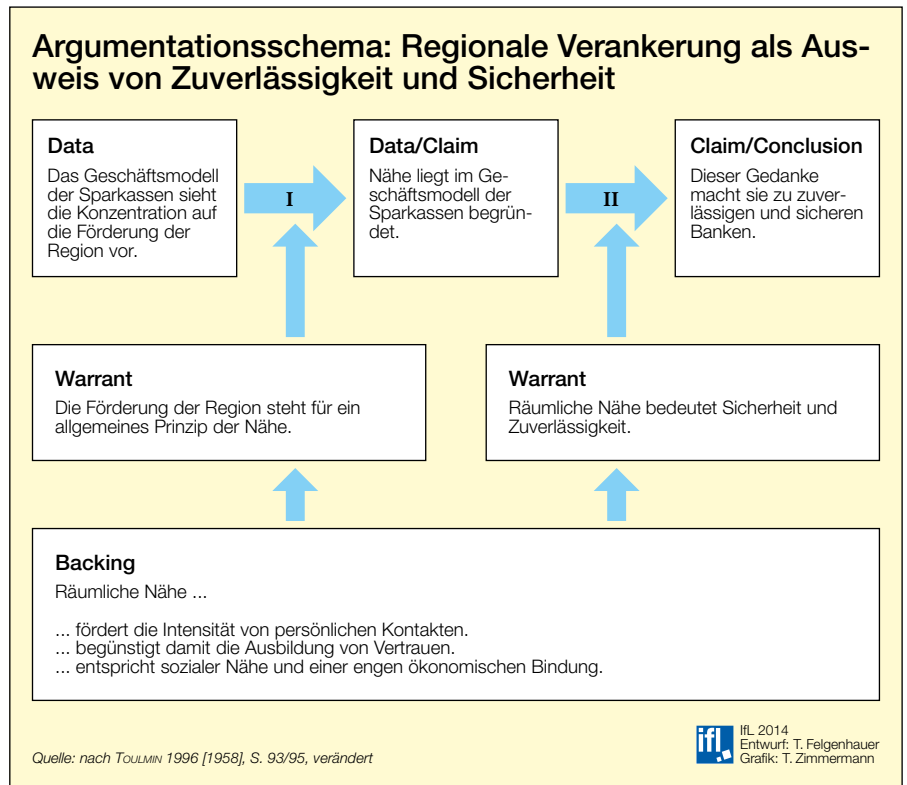 Argumentationsschema: Regionale Verankerung als Aus-
weis von Zuverlässigkeit und Sicherheit
Data
Das Geschäftsmodell
der Sparkassen sieht
die Konzentration auf
die Förderung der
Region vor.
I
Data/Claim
Nähe liegt im Ge-
schäftsmodell der
Sparkassen begrün-
det.
II
Claim/Conclusion
Dieser Gedanke
macht sie zu zuver-
lässigen und sicheren
Banken.
Warrant
Die Förderung der Region steht für ein
allgemeines Prinzip der Nähe.
Warrant
Räumliche Nähe bedeutet Sicherheit und
Zuverlässigkeit.
Backing
Räumliche Nähe ...
... fördert die Intensität von persönlichen Kontakten.
... begünstigt damit die Ausbildung von Vertrauen.
... entspricht sozialer Nähe und einer engen ökonomischen Bindung.
Quelle: nach TOULMIN 1996 [1958], S. 93/95, verändert
ifl
IfL 2014
Entwurf: T. Felgenhauer
Grafik: T. Zimmermann